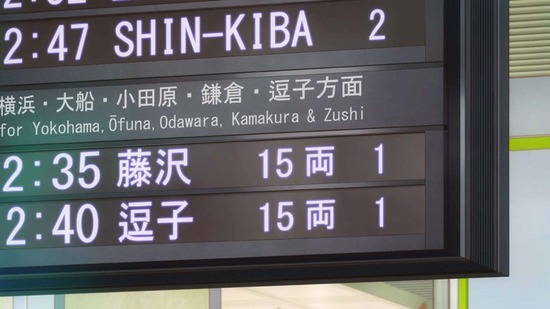 2:47 SHIN-KIBA 2
横浜・大船・小田原・鎌倉・逗子方面
for Yokohama, Ōfuna, Odawara, Kamakura & Zushi
2:35 藤沢 15両 1
2:40 逗子 15両 1